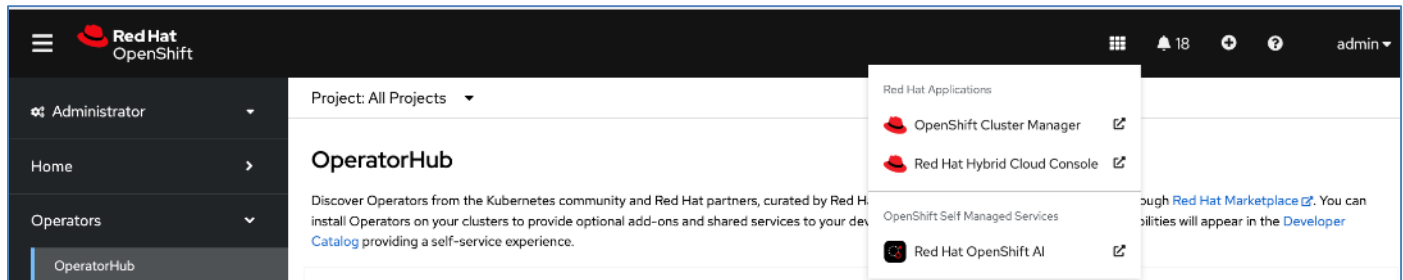 Red Hat
OpenShift
18
admin
Administrator
Home
Operators
OperatorHub
Project: All Projects
OperatorHub
Discover Operators from the Kubernetes community and Red Hat partners, curated by Red H
ough Red Hat Marketplace. You can
install Operators on your clusters to provide optional add-ons and shared services to your dev
bilities will appear in the Developer
Catalog providing a self-service experience.
Red Hat Applications
OpenShift Cluster Manager
Red Hat Hybrid Cloud Console
OpenShift Self Managed Services
Red Hat OpenShift AI